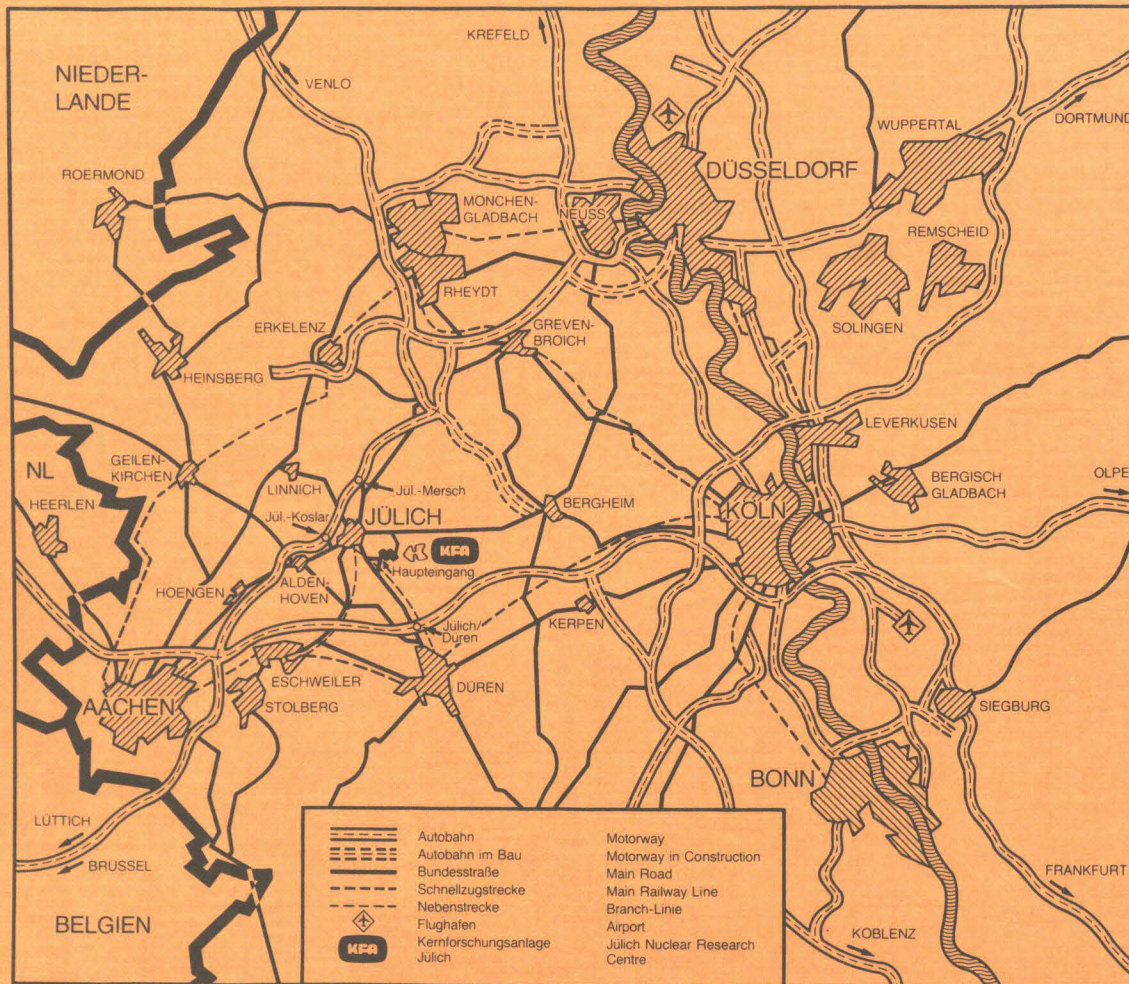 KREFELD
NIEDER-
LANDE
VENLO
DORTMUND
WUPPERTAL
DÜSSELDORF
ROERMOND
MÖNCHEN-
GLADBACH
NEUSS
REMSCHEID
RHEYDT
ERKELENZ
GREVEN-
BROICH
SOLINGEN
HEINSBERG
LEVERKUSEN
NL
GEILEN-
KIRCHEN
LINNICH
Jül.-Mersch
BERGHEIM
BERGISCH
GLADBACH
OLPE
HEERLEN
Jül.-Koslar
JÜLICH
KÖLN
KFA
Haupteingang
HOENGEN
ALDEN-
HOVEN
Jülich/
Düren
KERPEN
ESCHWEILER
DÜREN
AACHEN
STOLBERG
SIEGBURG
BONN
LÜTTICH
BRÜSSEL
FRANKFURT
BELGIEN
KOBLENZ
Autobahn Motorway
Autobahn im Bau Motorway in Construction
Bundesstraße Main Road
Schnellzugstrecke Main Railway Line
Nebenstrecke Branch-Linie
Flughafen Airport
KFA Kernforschungsanlage Jülich Nuclear Research
Jülich Centre